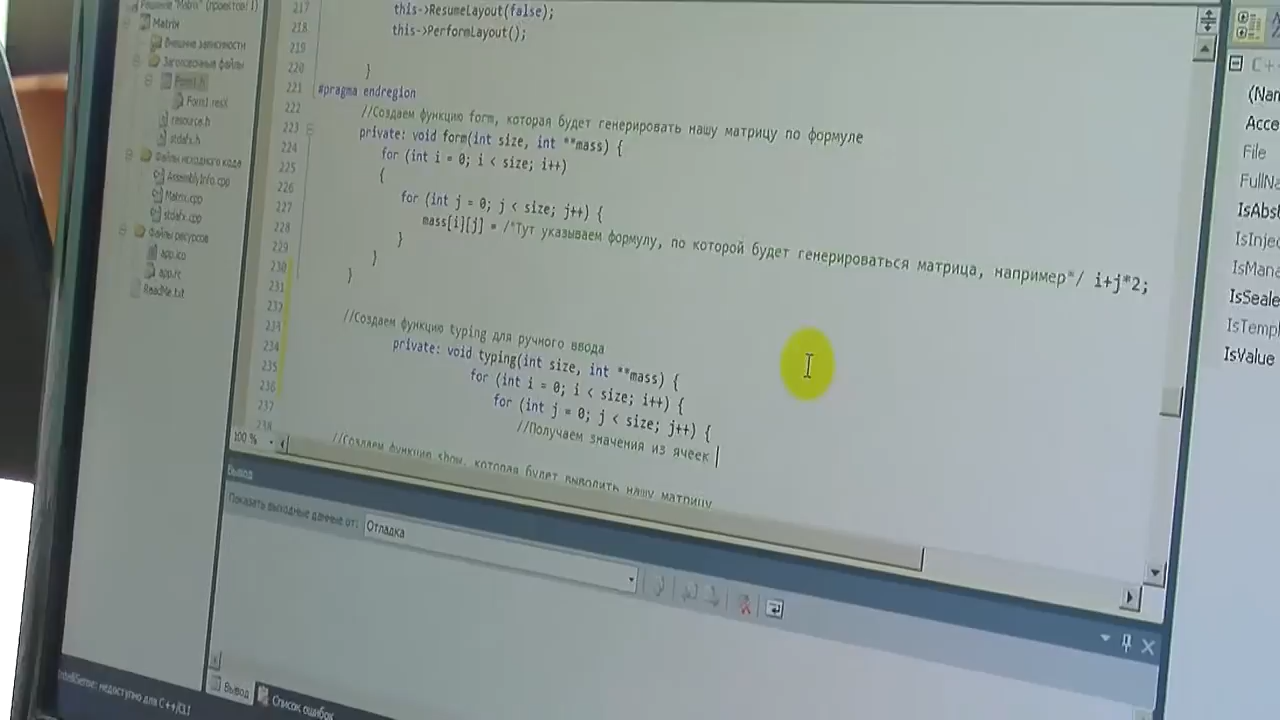 Решение "Matrix" (проектов: 1)
Matrix
Внешние зависимости
Заголовочные файлы
Form1.h
Form1.resX
resource.h
stdafx.h
Файлы исходного кода
AssemblyInfo.cpp
Matrix.cpp
stdafx.cpp
Файлы ресурсов
app.ico
app.rc
ReadMe.txt
217 this->ResumeLayout(false);
218 this->PerformLayout();
219
220 }
221 #pragma endregion
222 //Создаем функцию form, которая будет генерировать нашу матрицу по формуле
223 private: void form(int size, int **mass) {
224 for (int i = 0; i < size; i++)
225 {
226 for (int j = 0; j < size; j++) {
227 mass[i][j] = /*Тут указываем формулу, по которой будет генерироваться матрица, например*/ i+j*2;
228 }
229 }
230 }
231
232
233 //Создаем функцию typing для ручного ввода
234 private: void typing(int size, int **mass) {
235 for (int i = 0; i < size; i++) {
236 for (int j = 0; j < size; j++) {
237 //Получаем значения из ячеек
238 //Создаем функцию show, которая будет выводить нашу матрицу
100 %
Вывод
Показать выходные данные от: Отладка
Вывод Список ошибок
IntelliSense: недоступно для C++/CLI
C+
(Nam
Acce
File
FullNa
IsAbst
IsInje
IsMana
IsSeale
IsTemp
IsValue